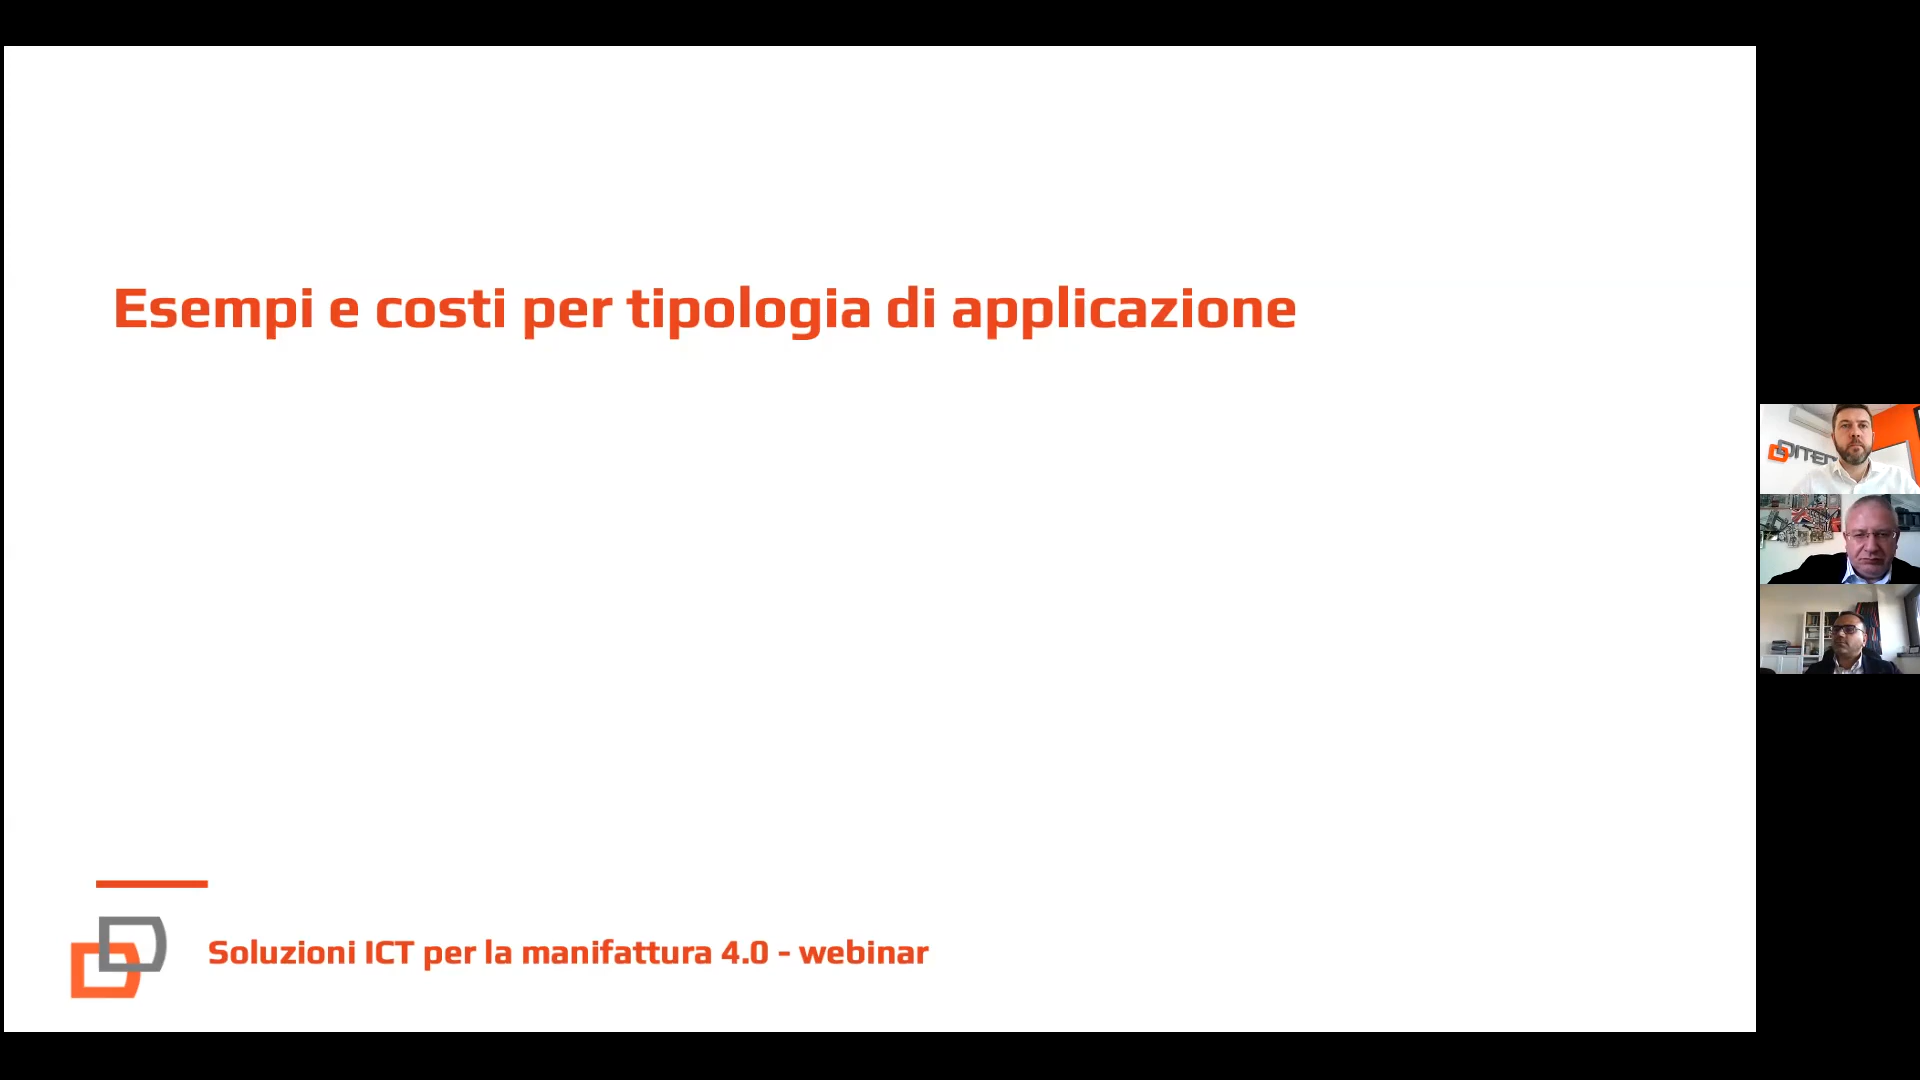 Esempi e costi per tipologia di applicazione
Soluzioni ICT per la manifattura 4.0 - webinar